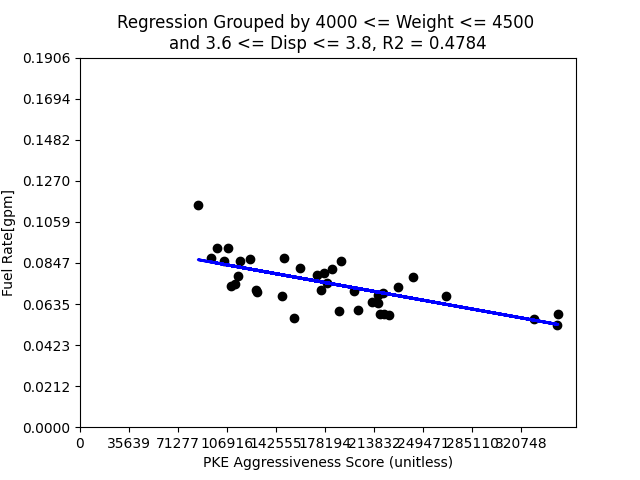 Regression Grouped by 4000 <= Weight <= 4500
and 3.6 <= Disp <= 3.8, R2 = 0.4784
0.1906
0.1694
0.1482
0.1270
0.1059
0.0847
0.0635
0.0423
0.0212
0.0000
Fuel Rate[gpm]
0 35639 71277 106916 142555 178194 213832 249471 285110 320748
PKE Aggressiveness Score (unitless)